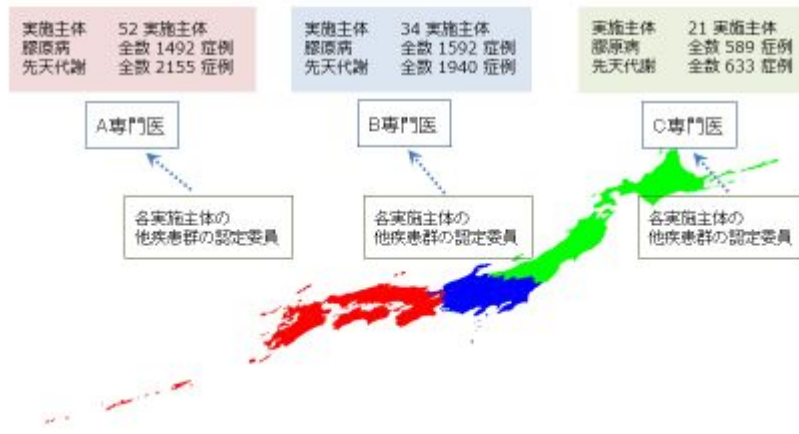 実施主体 52 実施主体
膠原病 全数 1492 症例
先天代謝 全数 2155 症例
A専門医
各実施主体の
他疾患群の認定委員
実施主体 34 実施主体
膠原病 全数 1592 症例
先天代謝 全数 1940 症例
B専門医
各実施主体の
他疾患群の認定委員
実施主体 21 実施主体
膠原病 全数 589 症例
先天代謝 全数 633 症例
C専門医
各実施主体の
他疾患群の認定委員